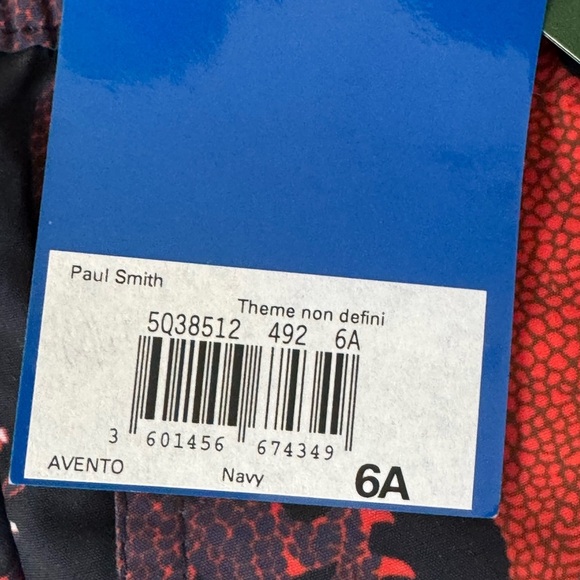 Paul Smith
Theme non defini
5Q38512 492 6A
3 601456 674349
AVENTO Navy 6A